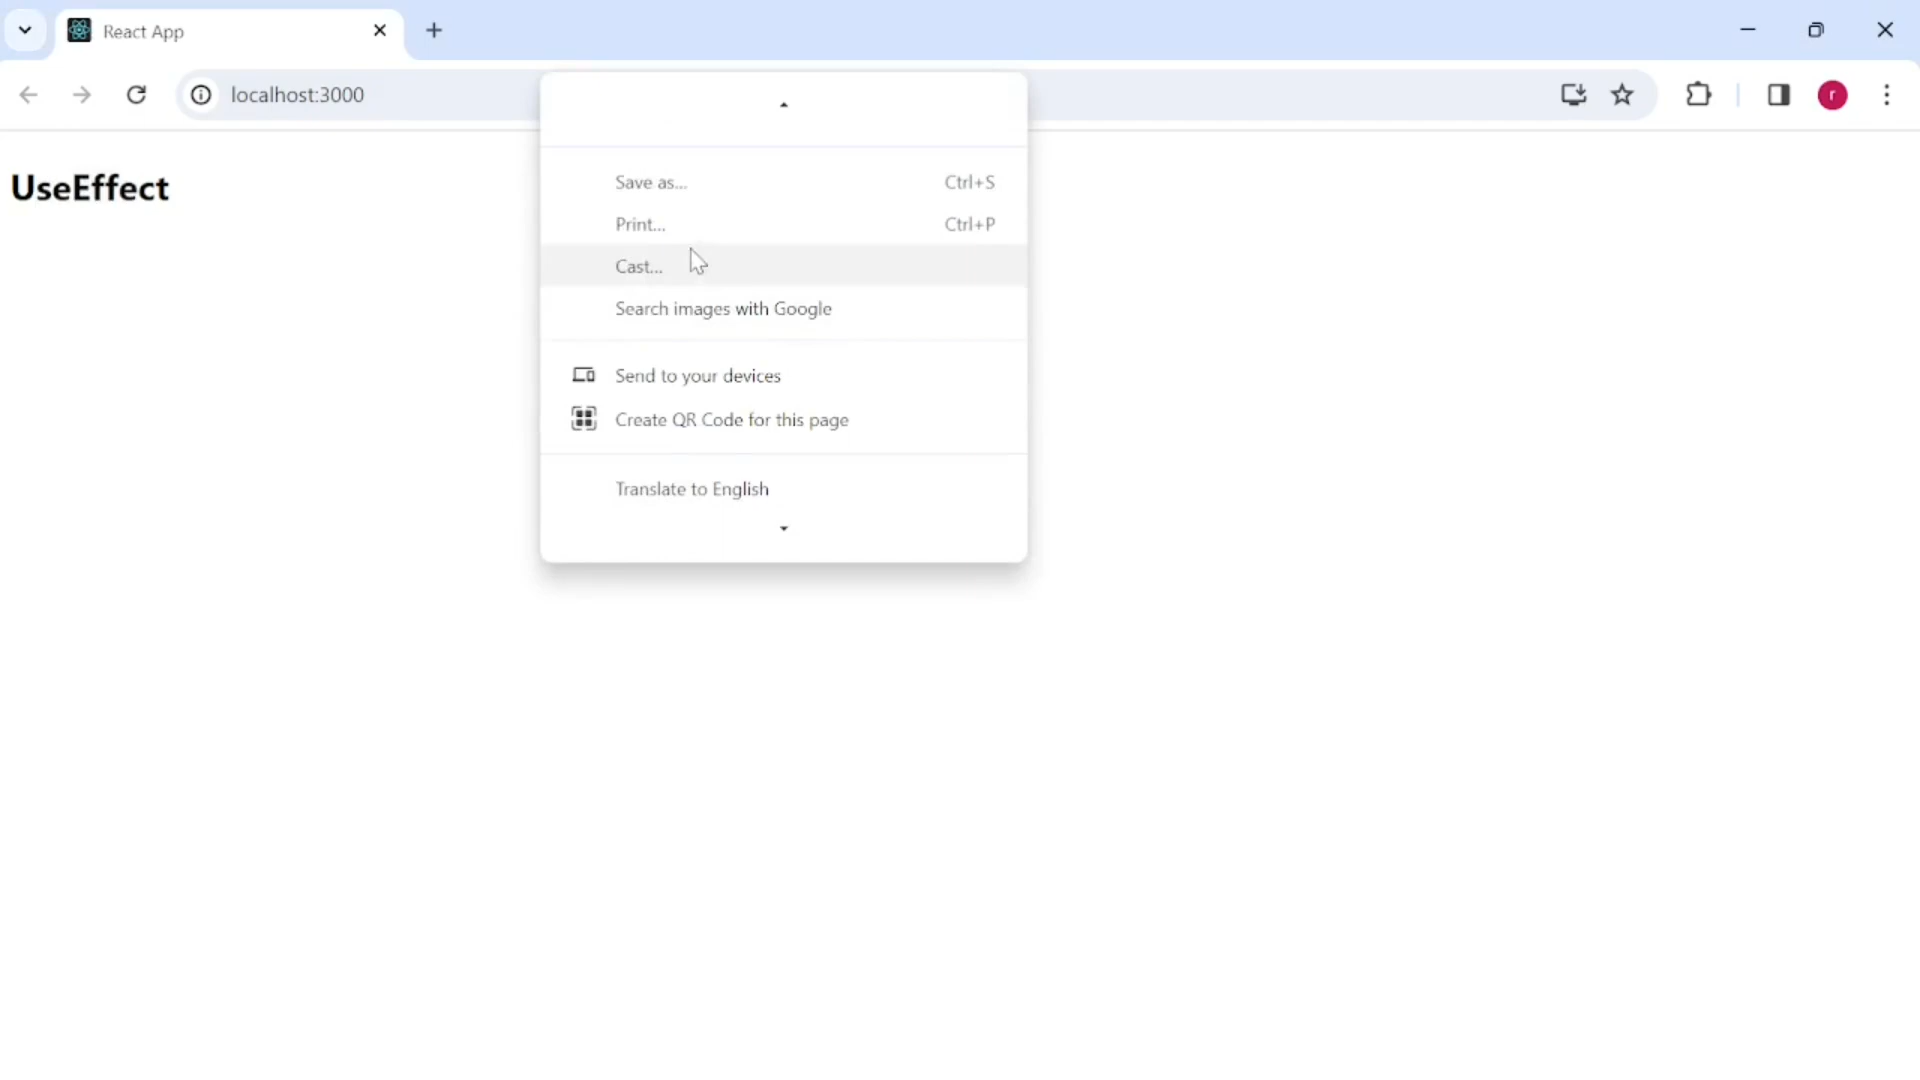 React App
localhost:3000
r
UseEffect
Save as... Ctrl+S
Print... Ctrl+P
Cast...
Search images with Google
Send to your devices
Create QR Code for this page
Translate to English